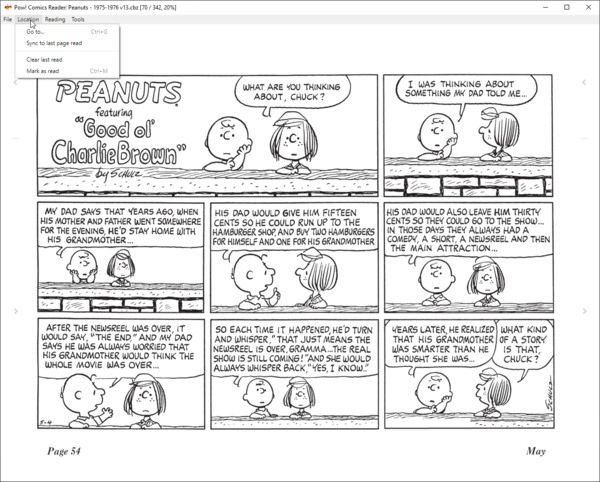 Pow! Comics Reader: Peanuts - 1975-1976 v13.cbz [70 / 342, 20%]
File Location Reading Tools
Go to... Ctrl+G
Sync to last page read
Clear last read
Mark as read Ctrl+M
PEANUTS
featuring
"Good ol'
CharlieBrown"
by SCHULZ
WHAT ARE YOU THINKING
ABOUT, CHUCK?
I WAS THINKING ABOUT
SOMETHING MY DAD TOLD ME...
MY DAD SAYS THAT YEARS AGO, WHEN
HIS MOTHER AND FATHER WENT SOMEWHERE
FOR THE EVENING, HE'D STAY HOME WITH
HIS GRANDMOTHER...
HIS DAD WOULD GIVE HIM FIFTEEN
CENTS SO HE COULD RUN UP TO THE
HAMBURGER SHOP, AND BUY TWO HAMBURGERS
FOR HIMSELF AND ONE FOR HIS GRANDMOTHER
HIS DAD WOULD ALSO LEAVE HIM THIRTY
CENTS SO THEY COULD GO TO THE SHOW...
IN THOSE DAYS THEY ALWAYS HAD A
COMEDY, A SHORT, A NEWSREEL AND THEN
THE MAIN ATTRACTION...
AFTER THE NEWSREEL WAS OVER, IT
WOULD SAY, "THE END," AND MY DAD
SAYS HE WAS ALWAYS WORRIED THAT
HIS GRANDMOTHER WOULD THINK THE
WHOLE MOVIE WAS OVER...
5-4
SO EACH TIME IT HAPPENED, HE'D TURN
AND WHISPER, "THAT JUST MEANS THE
NEWSREEL IS OVER, GRAMMA...THE REAL
SHOW IS STILL COMING!" AND SHE WOULD
ALWAYS WHISPER BACK, "YES, I KNOW."
YEARS LATER, HE REALIZED
THAT HIS GRANDMOTHER
WAS SMARTER THAN HE
THOUGHT SHE WAS...
WHAT KIND
OF A STORY
IS THAT,
CHUCK?
SCHULZ
Page 54
May